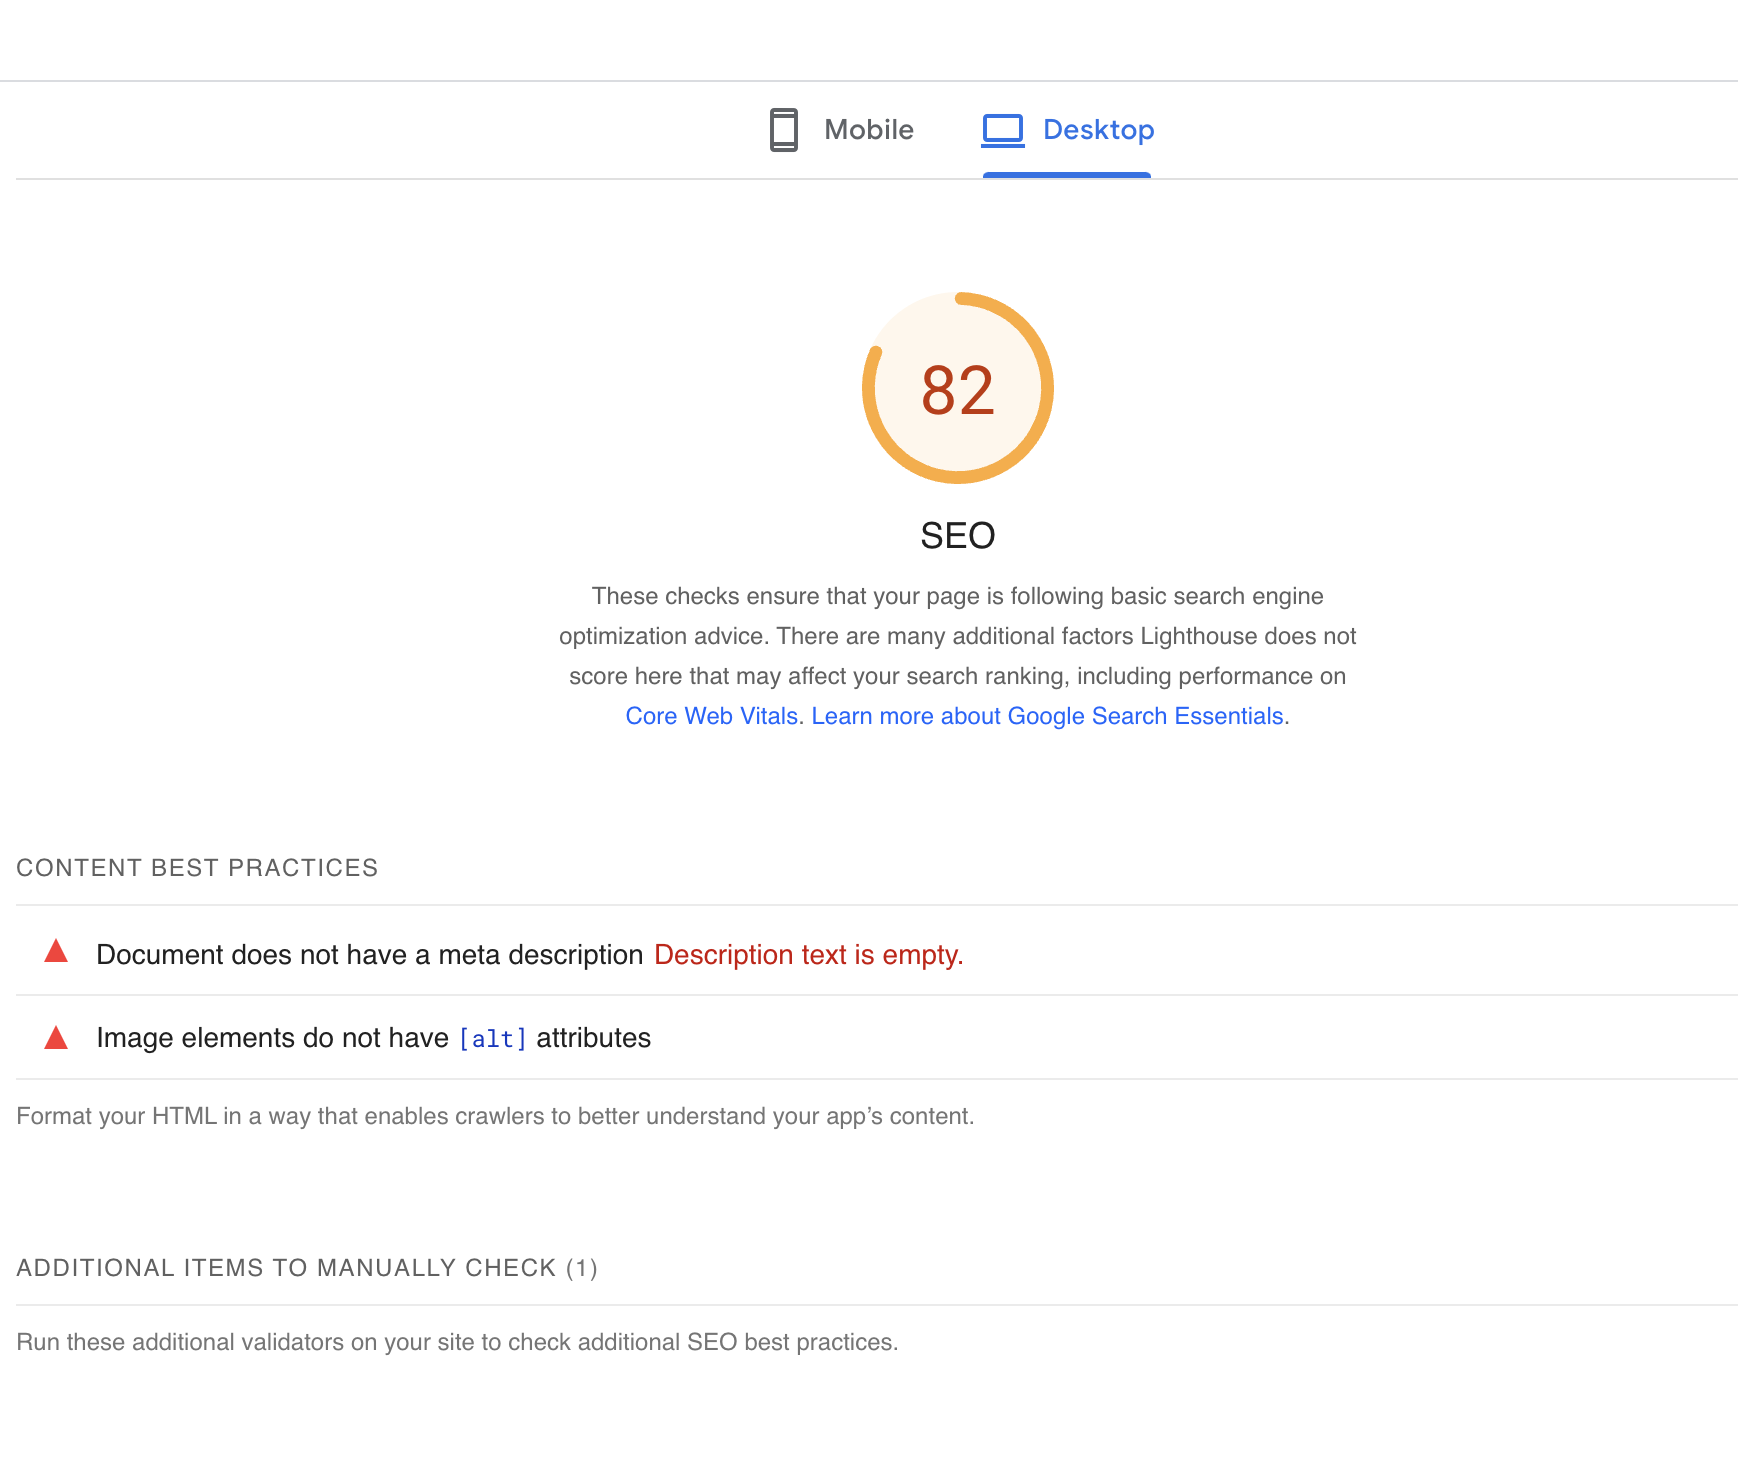 Mobile
Desktop
82
SEO
These checks ensure that your page is following basic search engine
optimization advice. There are many additional factors Lighthouse does not
score here that may affect your search ranking, including performance on
Core Web Vitals. Learn more about Google Search Essentials.
CONTENT BEST PRACTICES
Document does not have a meta description Description text is empty.
Image elements do not have [alt] attributes
Format your HTML in a way that enables crawlers to better understand your app’s content.
ADDITIONAL ITEMS TO MANUALLY CHECK (1)
Run these additional validators on your site to check additional SEO best practices.